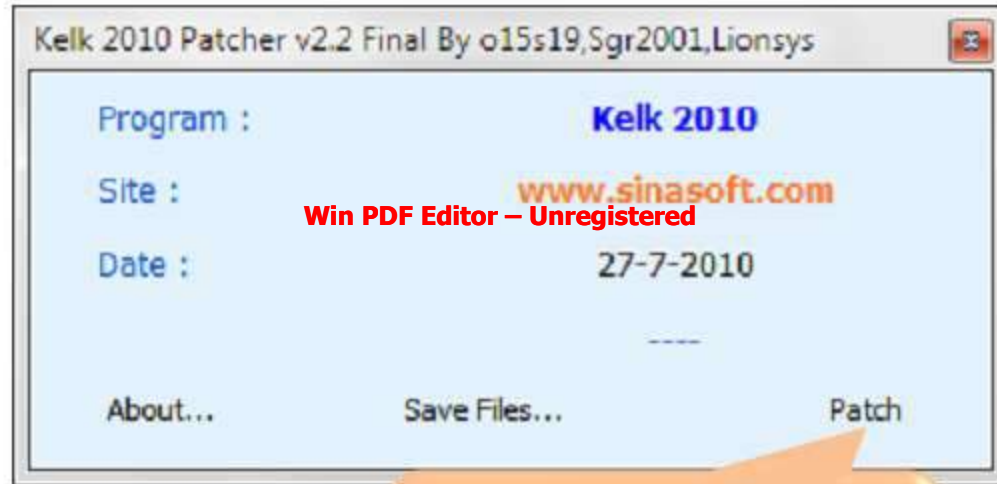 Kelk 2010 Patcher v2.2 Final By o15s19,Sgr2001,Lionsys
Program : Kelk 2010
Site : www.sinasoft.com
Win PDF Editor – Unregistered
Date : 27-7-2010
----
About... Save Files... Patch